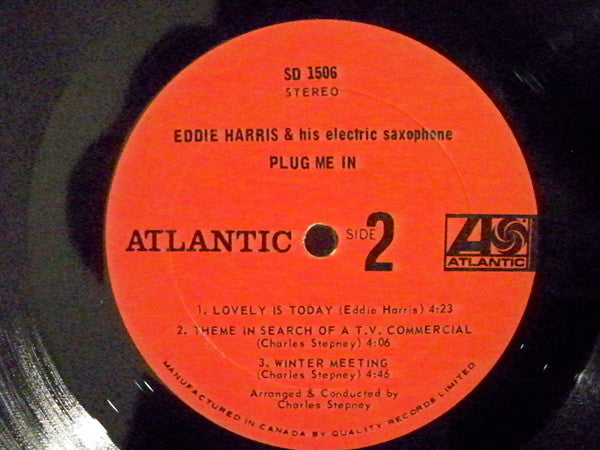 SD 1506
STEREO
EDDIE HARRIS & his electric saxophone
PLUG ME IN
ATLANTIC
SIDE 2
ATLANTIC
1. LOVELY IS TODAY (Eddie Harris) 4:23
2. THEME IN SEARCH OF A T.V. COMMERCIAL
(Charles Stepney) 4:06
3. WINTER MEETING
(Charles Stepney) 4:46
Arranged & Conducted by
Charles Stepney
MANUFACTURED IN CANADA BY QUALITY RECORDS LIMITED